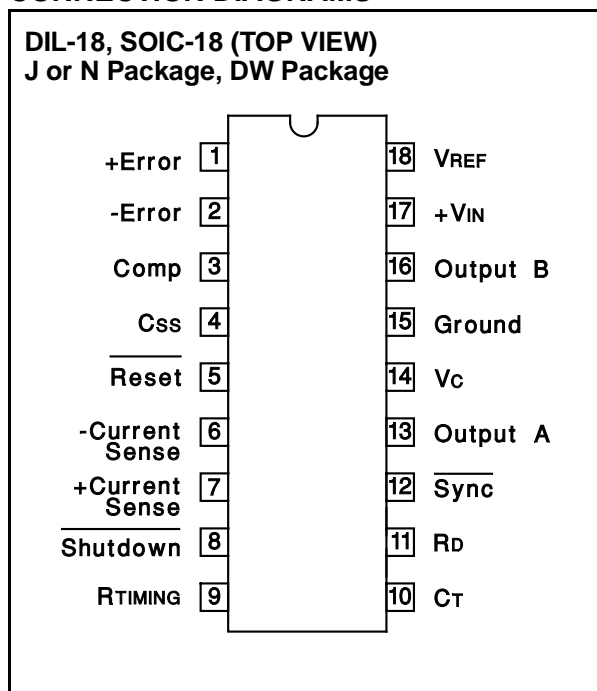 DIL-18, SOIC-18 (TOP VIEW)
J or N Package, DW Package
+Error 1
18 VREF
-Error 2
17 +VIN
Comp 3
16 Output B
Css 4
15 Ground
Reset 5
14 Vc
-Current
Sense 6
13 Output A
+Current
Sense 7
12 Sync
Shutdown 8
11 RD
RTIMING 9
10 CT